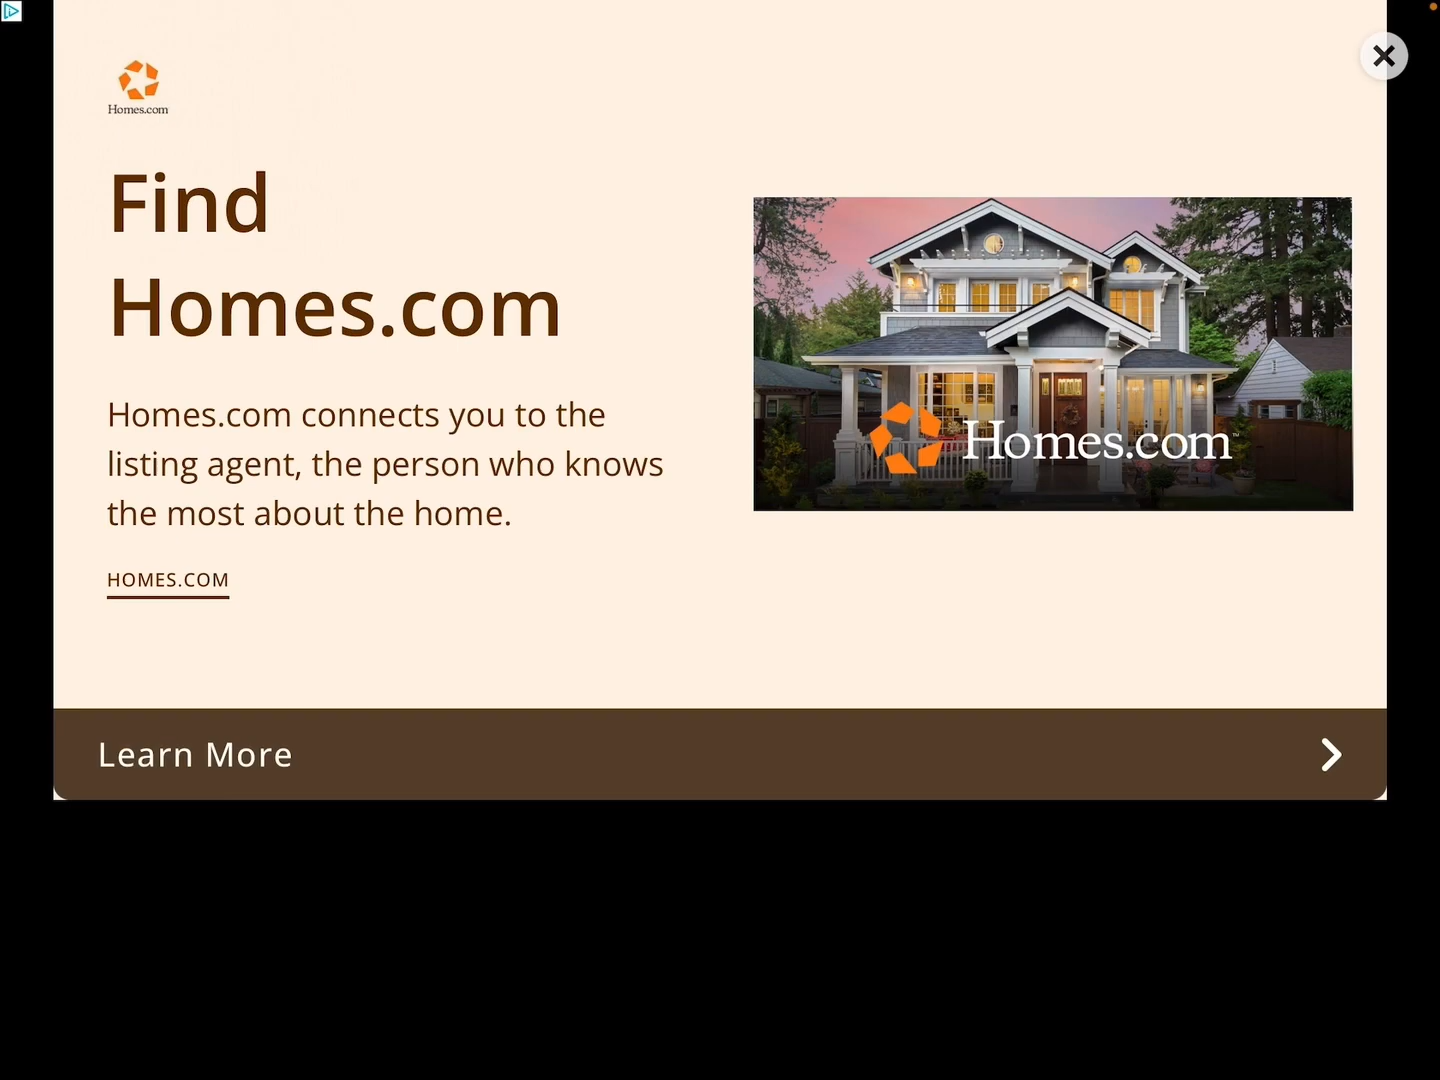 Homes.com
Find
Homes.com
Homes.com connects you to the
listing agent, the person who knows
the most about the home.
HOMES.COM
Homes.com™
Learn More